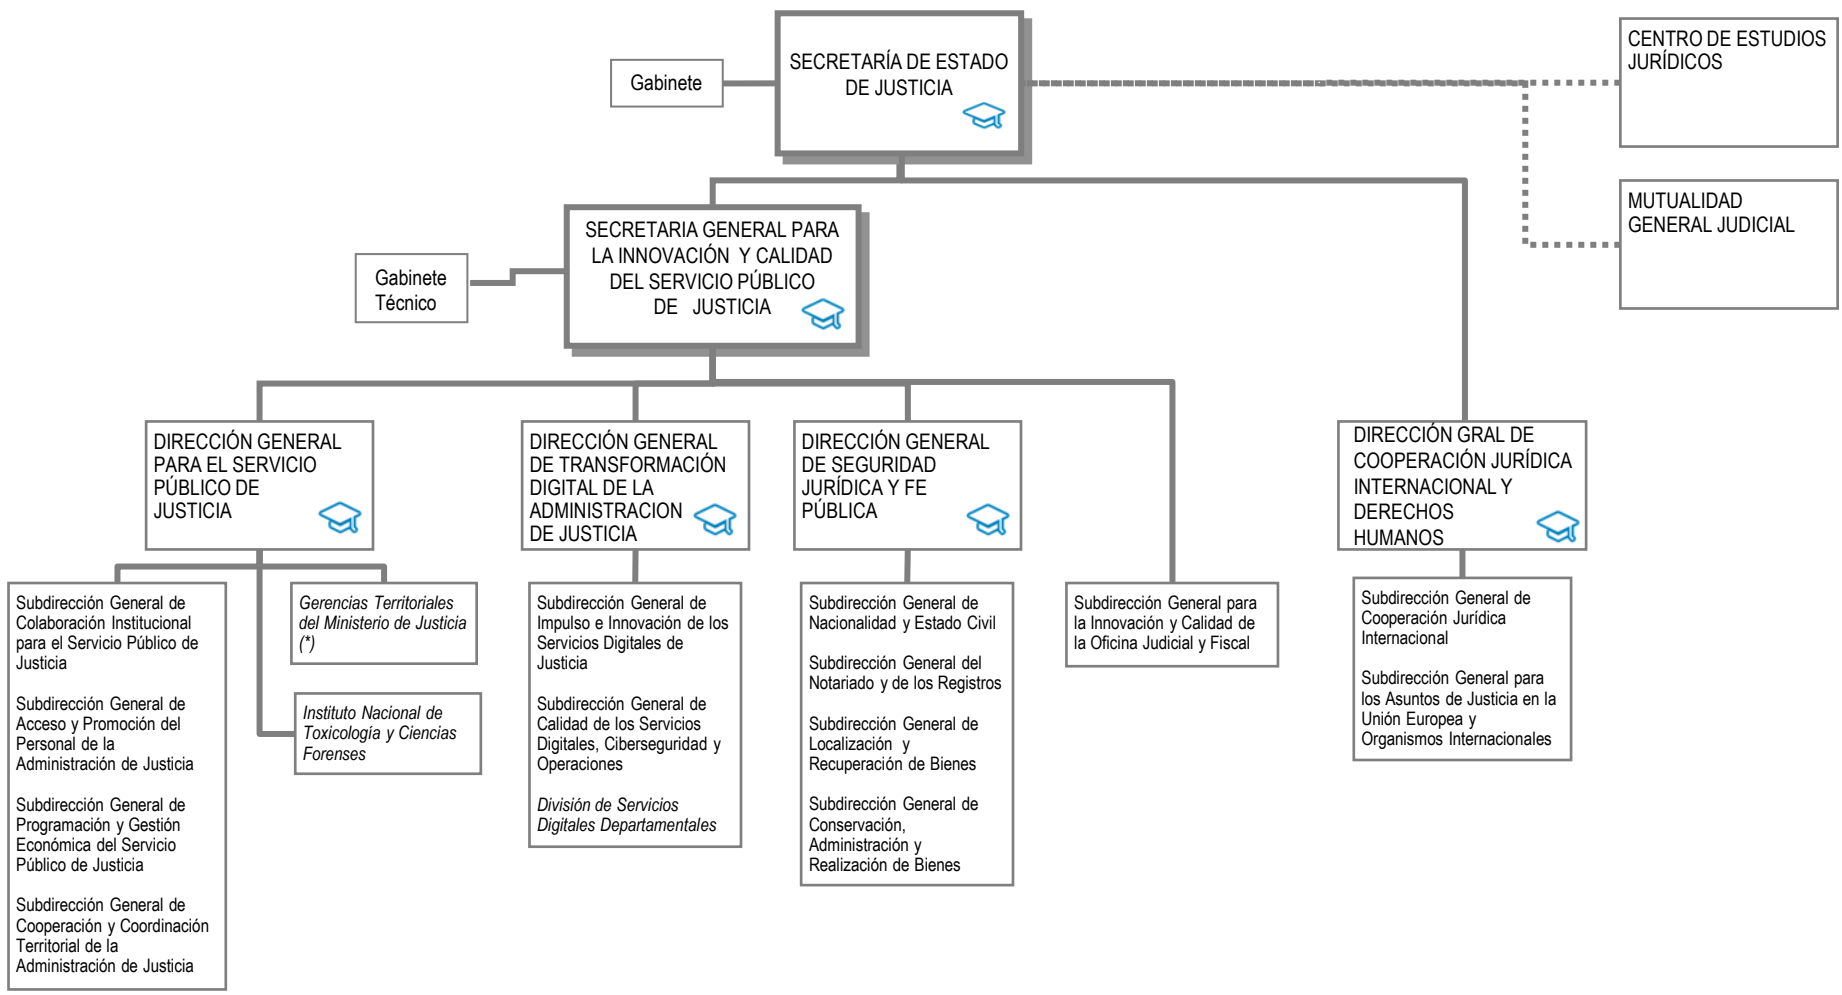 SECRETARÍA DE ESTADO
DE JUSTICIA
Gabinete
CENTRO DE ESTUDIOS
JURÍDICOS
MUTUALIDAD
GENERAL JUDICIAL
SECRETARIA GENERAL PARA
LA INNOVACIÓN Y CALIDAD
DEL SERVICIO PÚBLICO
DE JUSTICIA
Gabinete
Técnico
DIRECCIÓN GENERAL
PARA EL SERVICIO
PÚBLICO DE
JUSTICIA
DIRECCIÓN GENERAL
DE TRANSFORMACIÓN
DIGITAL DE LA
ADMINISTRACION
DE JUSTICIA
DIRECCIÓN GENERAL
DE SEGURIDAD
JURÍDICA Y FE
PÚBLICA
DIRECCIÓN GRAL DE
COOPERACIÓN JURÍDICA
INTERNACIONAL Y
DERECHOS
HUMANOS
Subdirección General de
Colaboración Institucional
para el Servicio Público de
Justicia
Subdirección General de
Acceso y Promoción del
Personal de la
Administración de Justicia
Subdirección General de
Programación y Gestión
Económica del Servicio
Público de Justicia
Subdirección General de
Cooperación y Coordinación
Territorial de la
Administración de Justicia
Gerencias Territoriales
del Ministerio de Justicia
(*)
Instituto Nacional de
Toxicología y Ciencias
Forenses
Subdirección General de
Impulso e Innovación de los
Servicios Digitales de
Justicia
Subdirección General de
Calidad de los Servicios
Digitales, Ciberseguridad y
Operaciones
División de Servicios
Digitales Departamentales
Subdirección General de
Nacionalidad y Estado Civil
Subdirección General del
Notariado y de los Registros
Subdirección General de
Localización y
Recuperación de Bienes
Subdirección General de
Conservación,
Administración y
Realización de Bienes
Subdirección General para
la Innovación y Calidad de
la Oficina Judicial y Fiscal
Subdirección General de
Cooperación Jurídica
Internacional
Subdirección General para
los Asuntos de Justicia en la
Unión Europea y
Organismos Internacionales